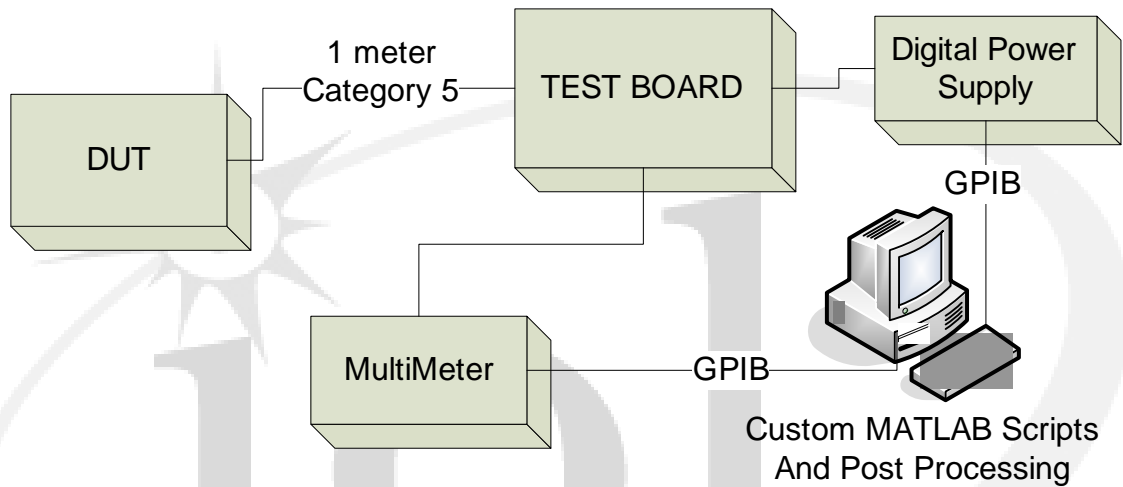 1 meter
Category 5
TEST BOARD
Digital Power
Supply
DUT
GPIB
MultiMeter
GPIB
Custom MATLAB Scripts
And Post Processing